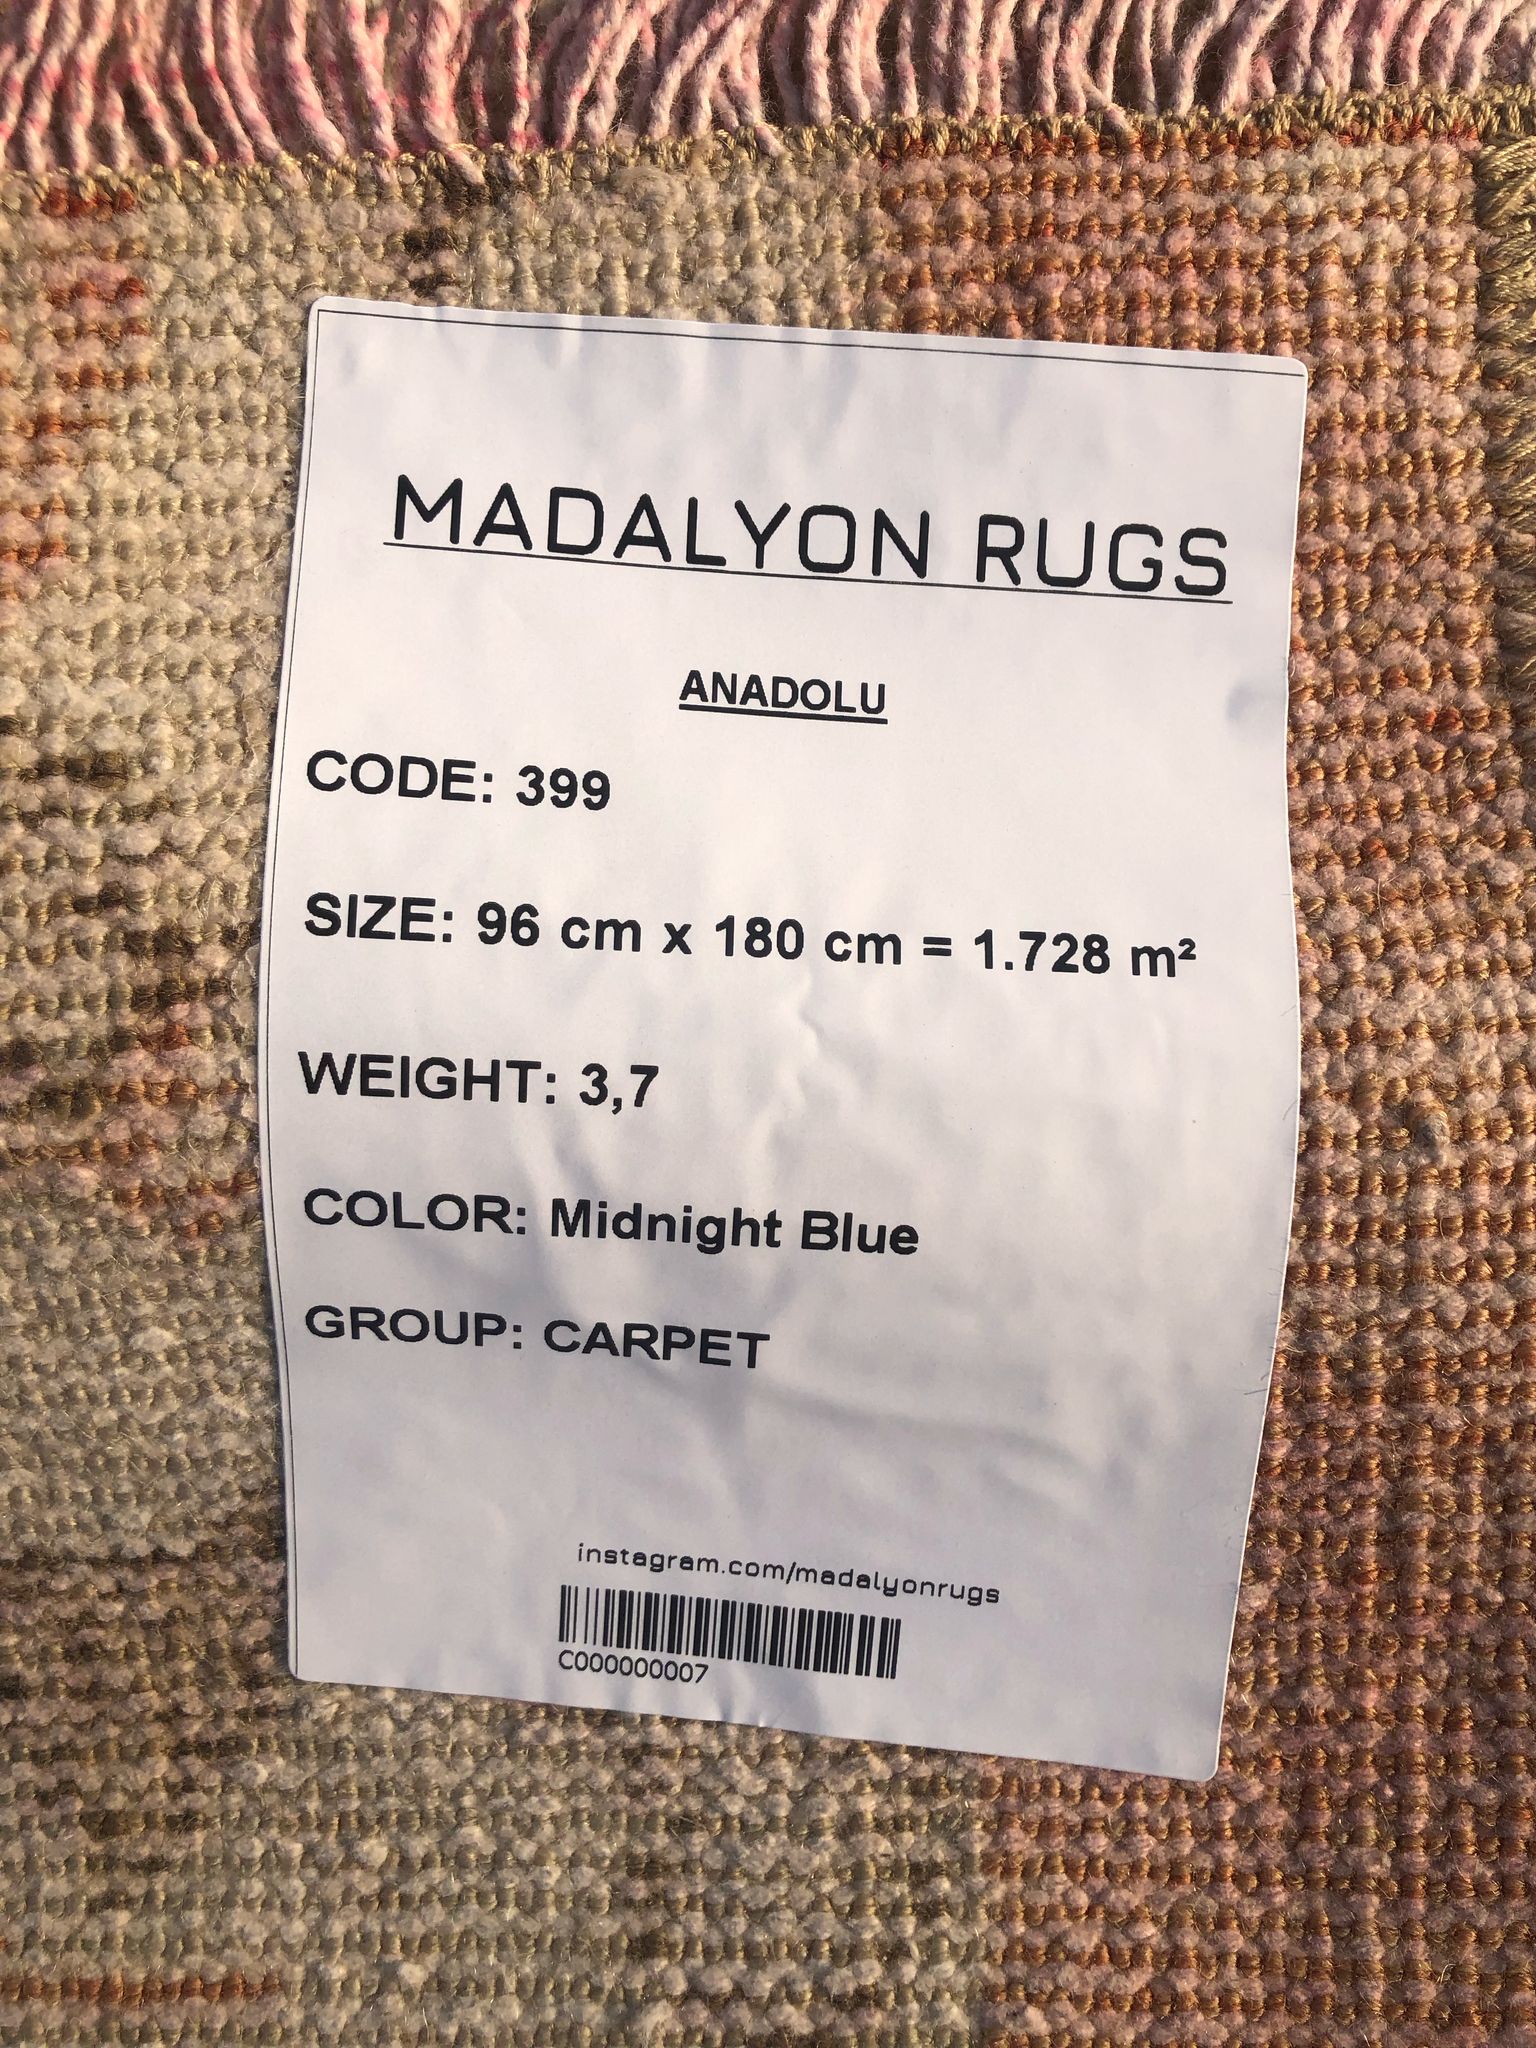 MADALYON RUGS
ANADOLU
CODE: 399
SIZE: 96 cm x 180 cm = 1.728 m²
WEIGHT: 3,7
COLOR: Midnight Blue
GROUP: CARPET
instagram.com/madalyonrugs
C000000007